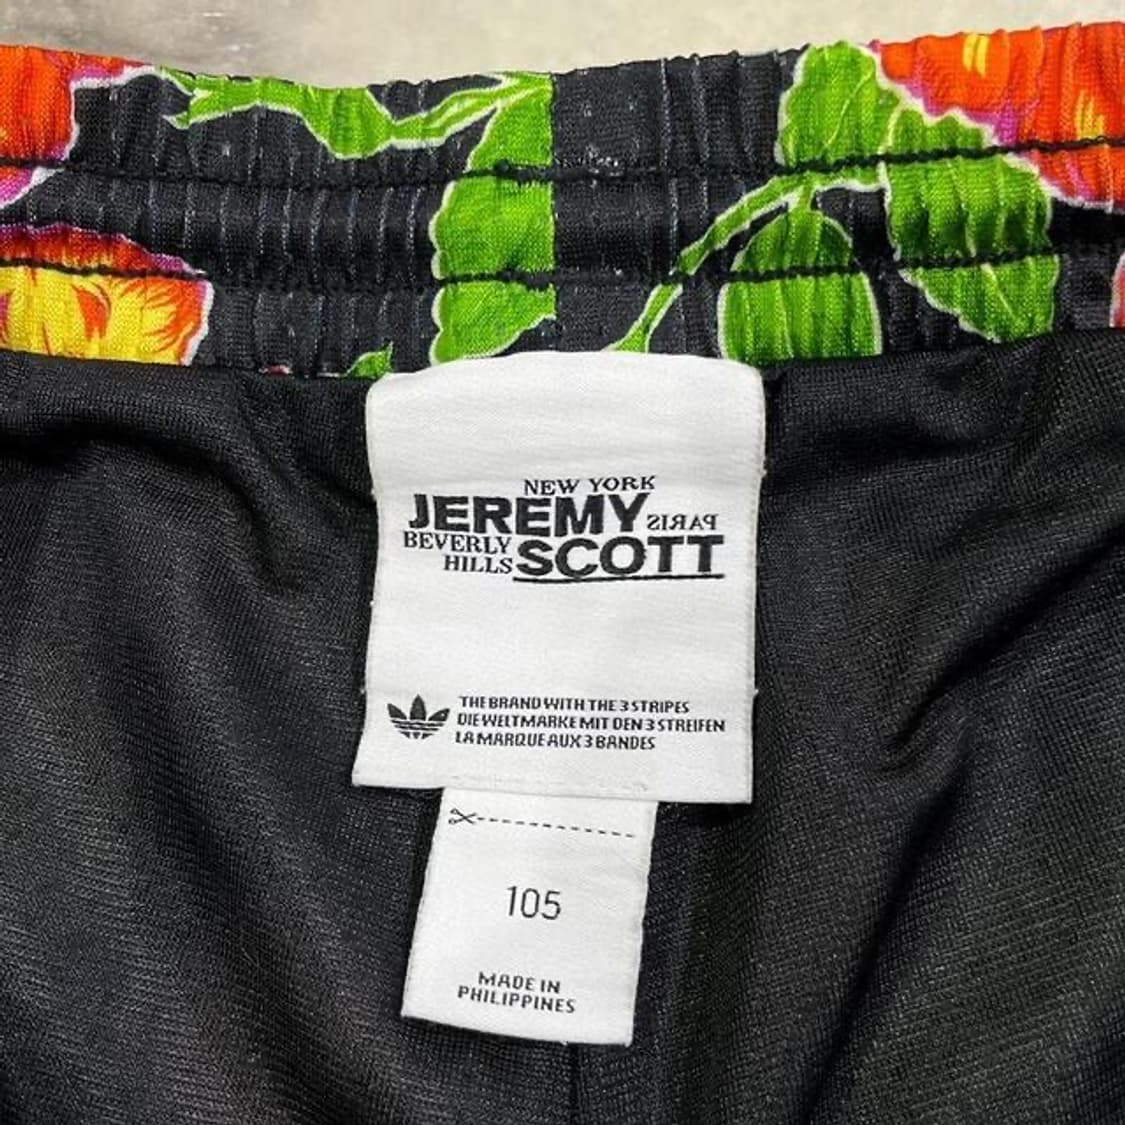 NEW YORK
JEREMY
PARIS
BEVERLY
HILLS
SCOTT
THE BRAND WITH THE 3 STRIPES
DIE WELTMARKE MIT DEN 3 STREIFEN
LA MARQUE AUX 3 BANDES
105
MADE IN
PHILIPPINES